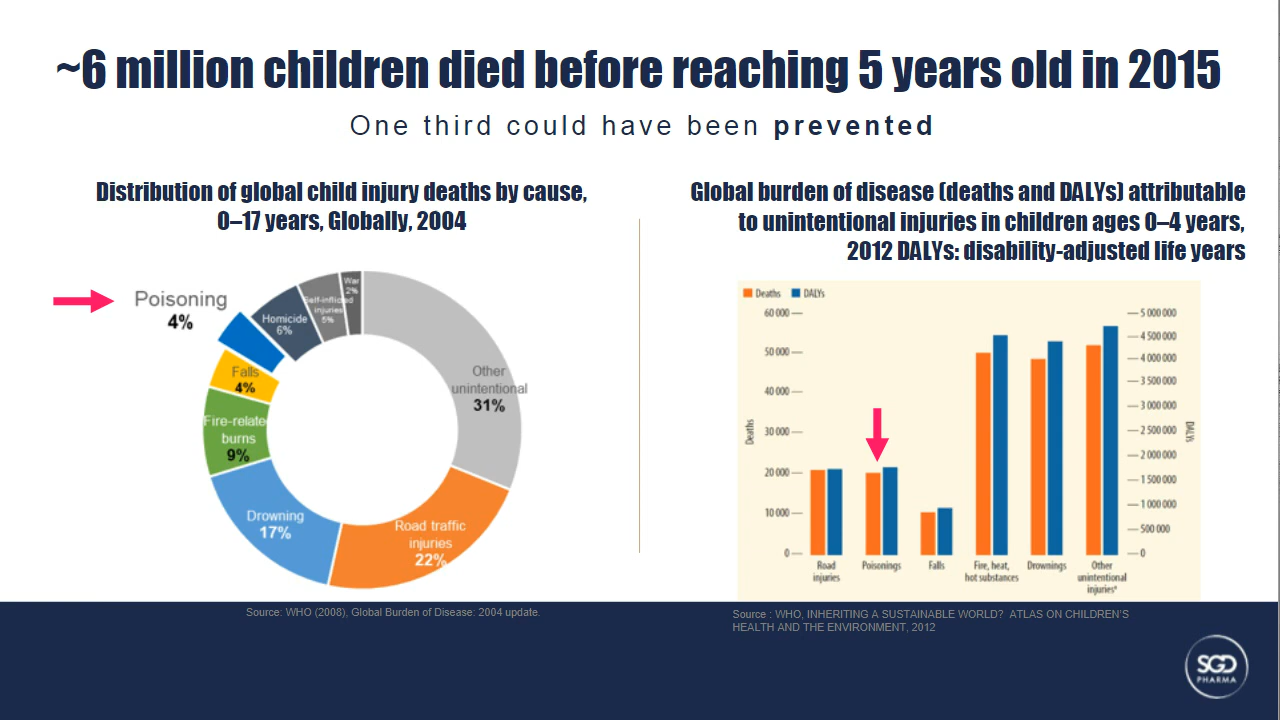 ~6 million children died before reaching 5 years old in 2015
One third could have been prevented
Distribution of global child injury deaths by cause,
0–17 years, Globally, 2004
Poisoning
4%
Homicide
6%
Self-inflicted
injuries
5%
War
2%
Other
unintentional
31%
Falls
4%
Fire-relate
burns
9%
Drowning
17%
Road traffic
injuries
22%
Source: WHO (2008), Global Burden of Disease: 2004 update.
Global burden of disease (deaths and DALYs) attributable
to unintentional injuries in children ages 0–4 years,
2012 DALYs: disability-adjusted life years
Deaths DALYs
60 000
50 000
40 000
30 000
20 000
10 000
0
Deaths
5 000 000
4 500 000
4 000 000
3 500 000
3 000 000
2 500 000
2 000 000
1 500 000
1 000 000
500 000
0
DALYs
Road
injuries
Poisonings
Falls
Fire, heat,
hot substances
Drownings
Other
unintentional
injuries*
Source : WHO, INHERITING A SUSTAINABLE WORLD? ATLAS ON CHILDREN'S
HEALTH AND THE ENVIRONMENT, 2012
SGD
PHARMA